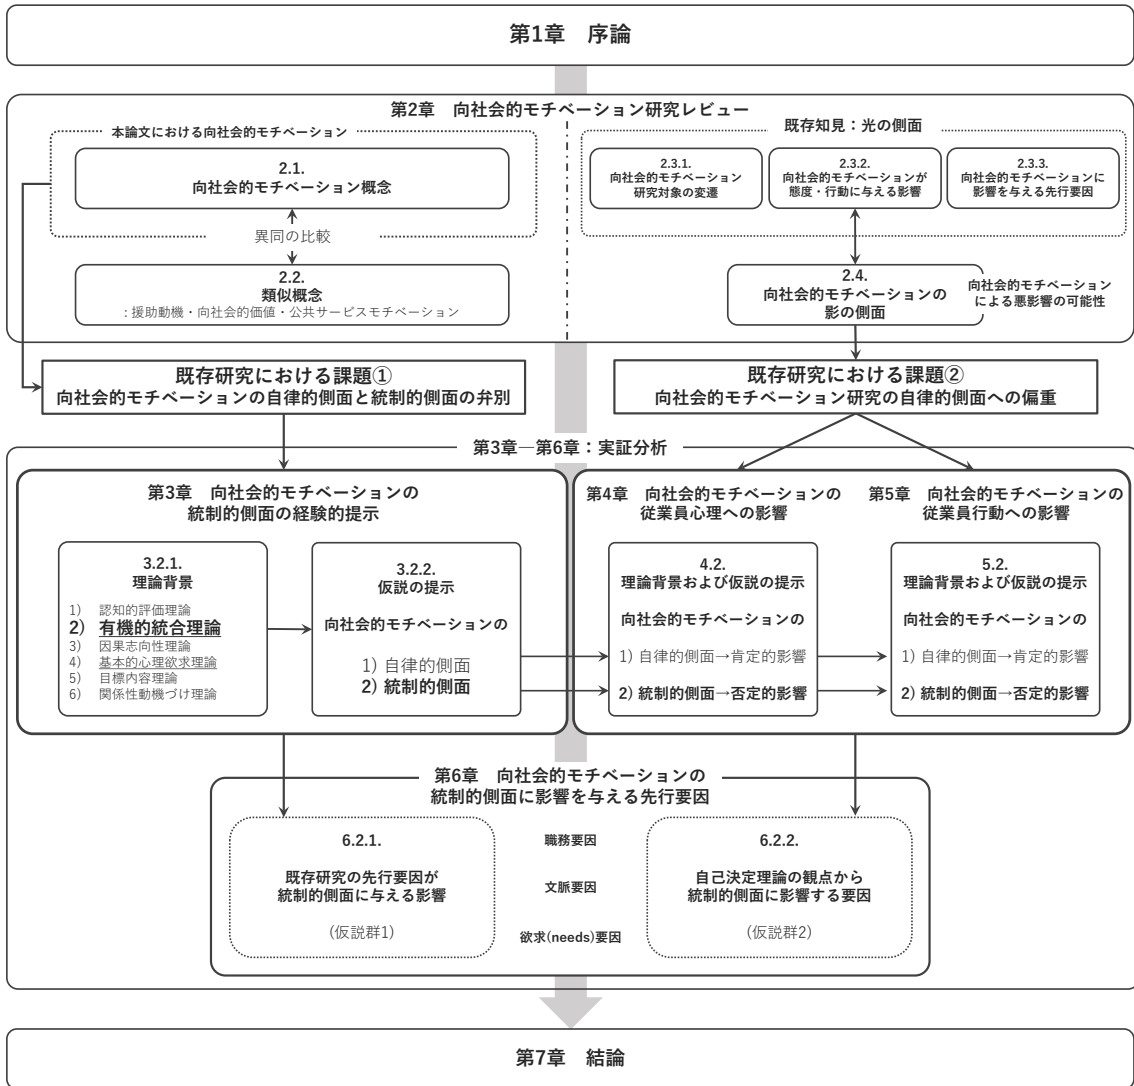 第1章　序論
第2章　向社会的モチベーション研究レビュー
本論文における向社会的モチベーション
2.1.
向社会的モチベーション概念
異同の比較
2.2.
類似概念
: 援助動機・向社会的価値・公共サービスモチベーション
既存知見：光の側面
2.3.1.
向社会的モチベーション
研究対象の変遷
2.3.2.
向社会的モチベーションが
態度・行動に与える影響
2.3.3.
向社会的モチベーションに
影響を与える先行要因
2.4.
向社会的モチベーションの
影の側面
向社会的モチベーション
による悪影響の可能性
既存研究における課題①
向社会的モチベーションの自律的側面と統制的側面の弁別
既存研究における課題②
向社会的モチベーション研究の自律的側面への偏重
第3章―第6章：実証分析
第3章　向社会的モチベーションの
統制的側面の経験的提示
3.2.1.
理論背景
1)　認知的評価理論
2)　有機的統合理論
3)　因果志向性理論
4)　基本的心理欲求理論
5)　目標内容理論
6)　関係性動機づけ理論
3.2.2.
仮説の提示
向社会的モチベーションの
1) 自律的側面
2) 統制的側面
第4章　向社会的モチベーションの
従業員心理への影響
4.2.
理論背景および仮説の提示
向社会的モチベーションの
1) 自律的側面→肯定的影響
2) 統制的側面→否定的影響
第5章　向社会的モチベーションの
従業員行動への影響
5.2.
理論背景および仮説の提示
向社会的モチベーションの
1) 自律的側面→肯定的影響
2) 統制的側面→否定的影響
第6章　向社会的モチベーションの
統制的側面に影響を与える先行要因
6.2.1.
既存研究の先行要因が
統制的側面に与える影響
(仮説群1)
職務要因
文脈要因
欲求(needs)要因
6.2.2.
自己決定理論の観点から
統制的側面に影響する要因
(仮説群2)
第7章　結論